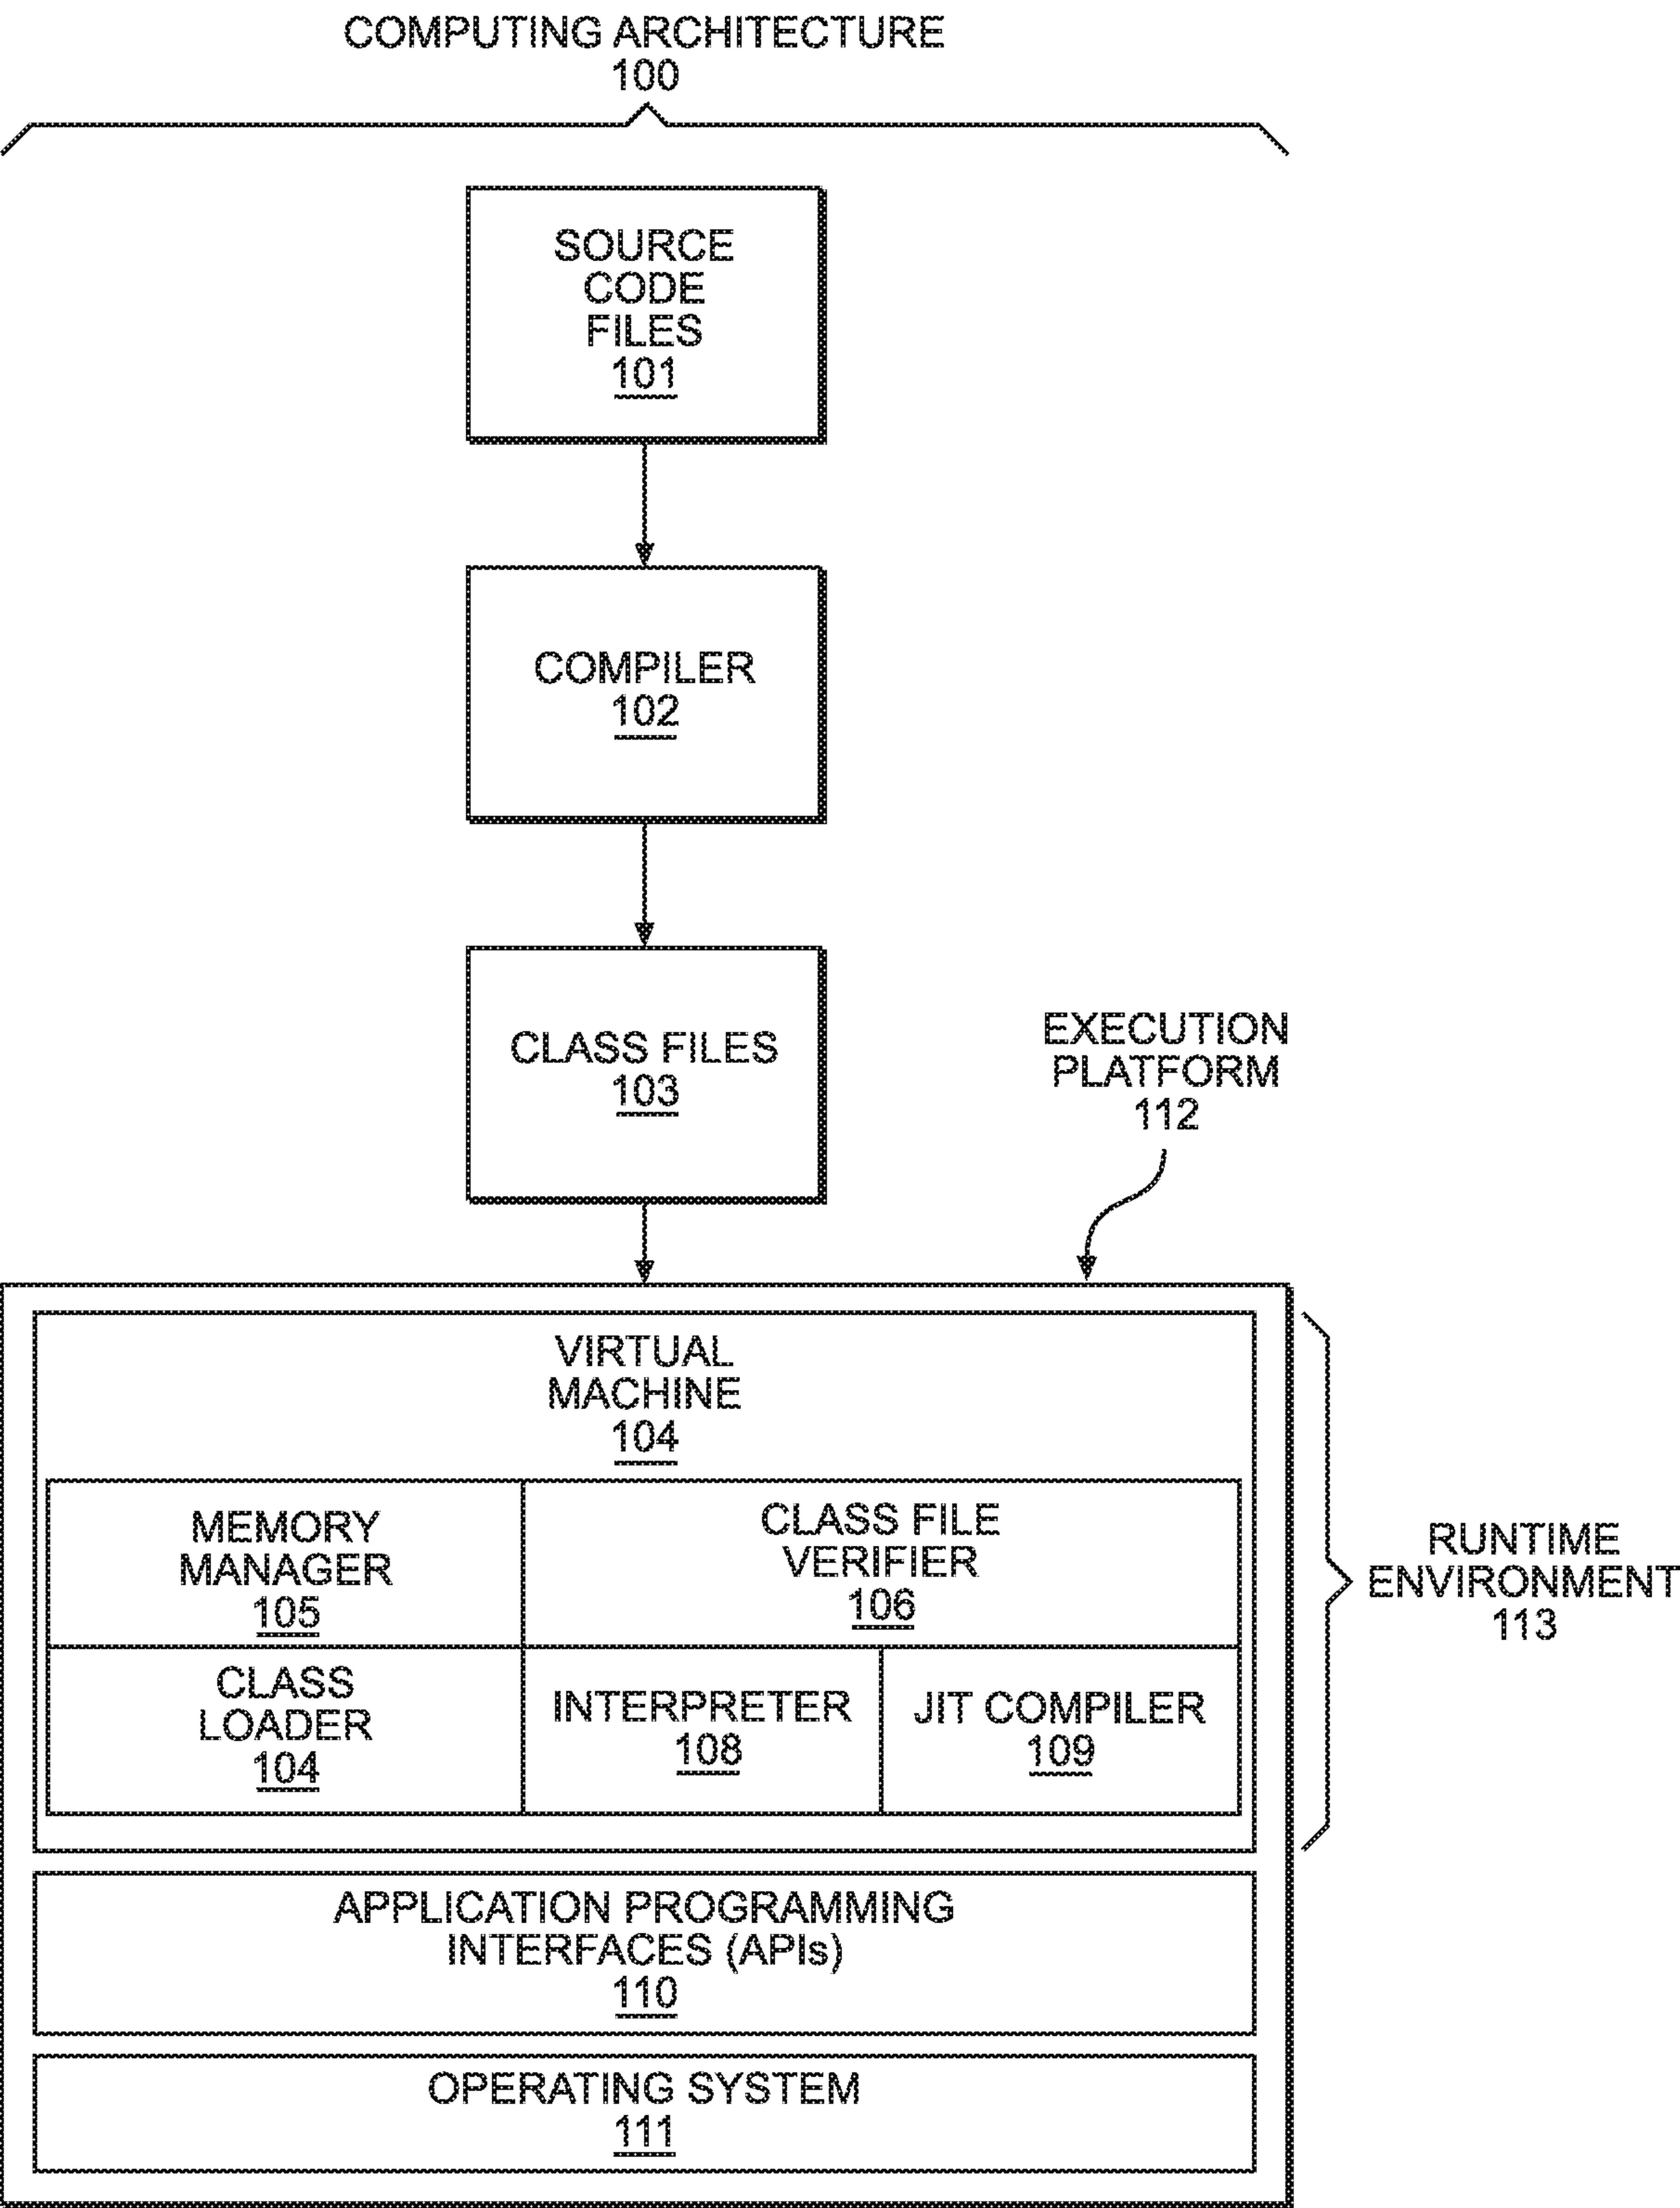 COMPUTING ARCHITECTURE
100
SOURCE
CODE
FILES
101
COMPILER
102
CLASS FILES
103
EXECUTION
PLATFORM
112
VIRTUAL
MACHINE
104
MEMORY
MANAGER
105
CLASS FILE
VERIFIER
106
CLASS
LOADER
104
INTERPRETER
108
JIT COMPILER
109
RUNTIME
ENVIRONMENT
113
APPLICATION PROGRAMMING
INTERFACES (APIs)
110
OPERATING SYSTEM
111